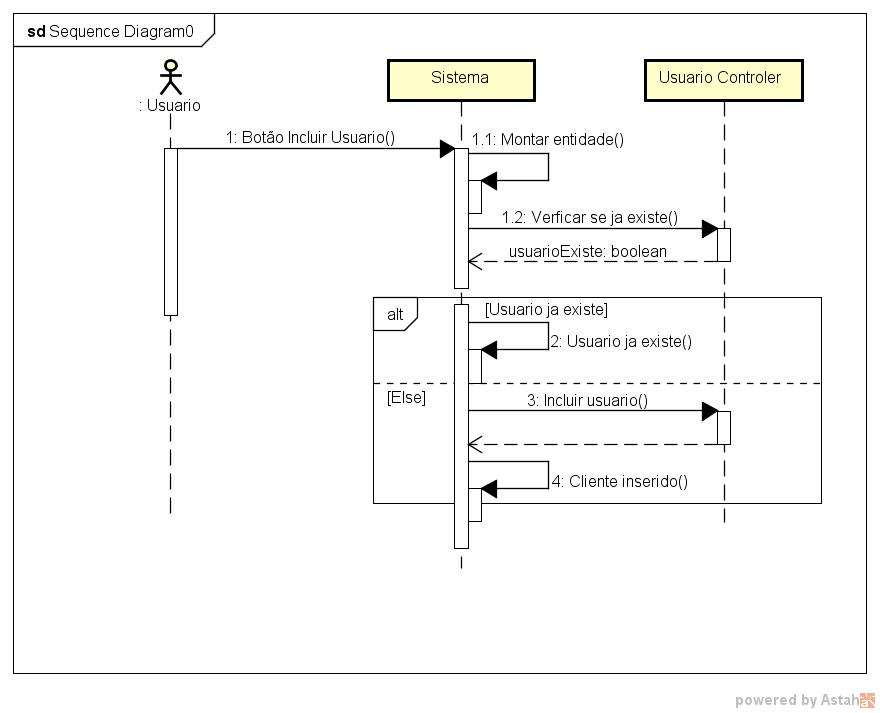 sd Sequence Diagram0
: Usuario
Sistema
Usuario Controler
1: Botão Incluir Usuario()
1.1: Montar entidade()
1.2: Verficar se ja existe()
usuarioExiste: boolean
alt
[Usuario ja existe]
2: Usuario ja existe()
[Else]
3: Incluir usuario()
4: Cliente inserido()
powered by Astah